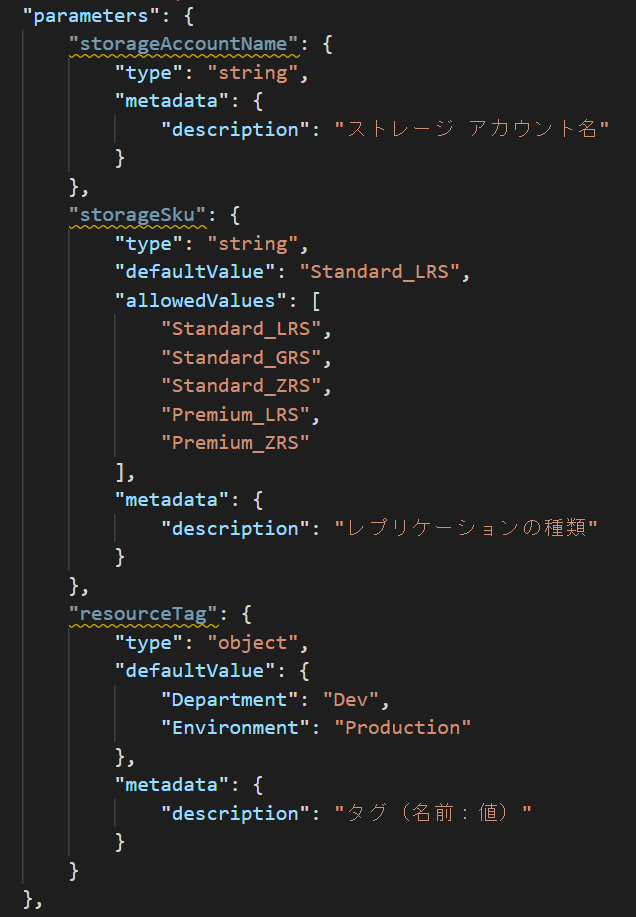 "parameters": {
"storageAccountName": {
"type": "string",
"metadata": {
"description": "ストレージ アカウント名"
}
},
"storageSku": {
"type": "string",
"defaultValue": "Standard_LRS",
"allowedValues": [
"Standard_LRS",
"Standard_GRS",
"Standard_ZRS",
"Premium_LRS",
"Premium_ZRS"
],
"metadata": {
"description": "レプリケーションの種類"
}
},
"resourceTag": {
"type": "object",
"defaultValue": {
"Department": "Dev",
"Environment": "Production"
},
"metadata": {
"description": "タグ（名前：値）"
}
}
},